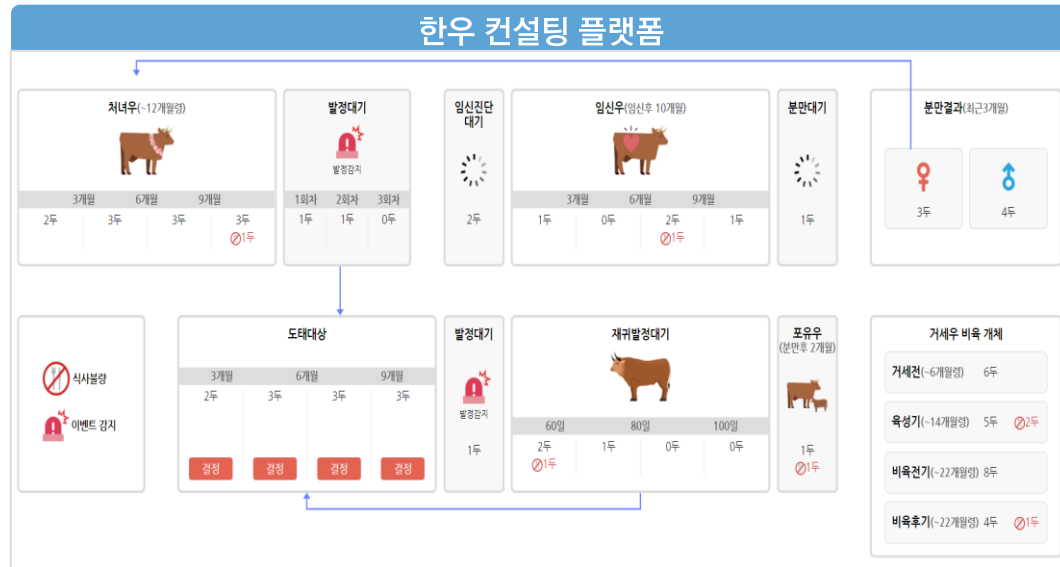 한우 컨설팅 플랫폼
처녀우(~12개월령)
3개월 6개월 9개월
2두 3두 3두 3두
1두
발정대기
발정감지
1회차 2회차 3회차
1두 1두 0두
임신진단
대기
2두
임신우(임신후 10개월)
3개월 6개월 9개월
1두 0두 2두 1두
1두
분만대기
1두
분만결과(최근3개월)
3두 4두
식사불량
이벤트 감지
도태대상
3개월 6개월 9개월
2두 3두 3두 3두
결정 결정 결정 결정
발정대기
발정감지
1두
재귀발정대기
60일 80일 100일
2두 1두 0두 0두
1두
포유우
(분만후 2개월)
1두
1두
거세우 비육 개체
거세전(~6개월령) 6두
육성기(~14개월령) 5두 2두
비육전기(~22개월령) 8두
비육후기(~22개월령) 4두 1두